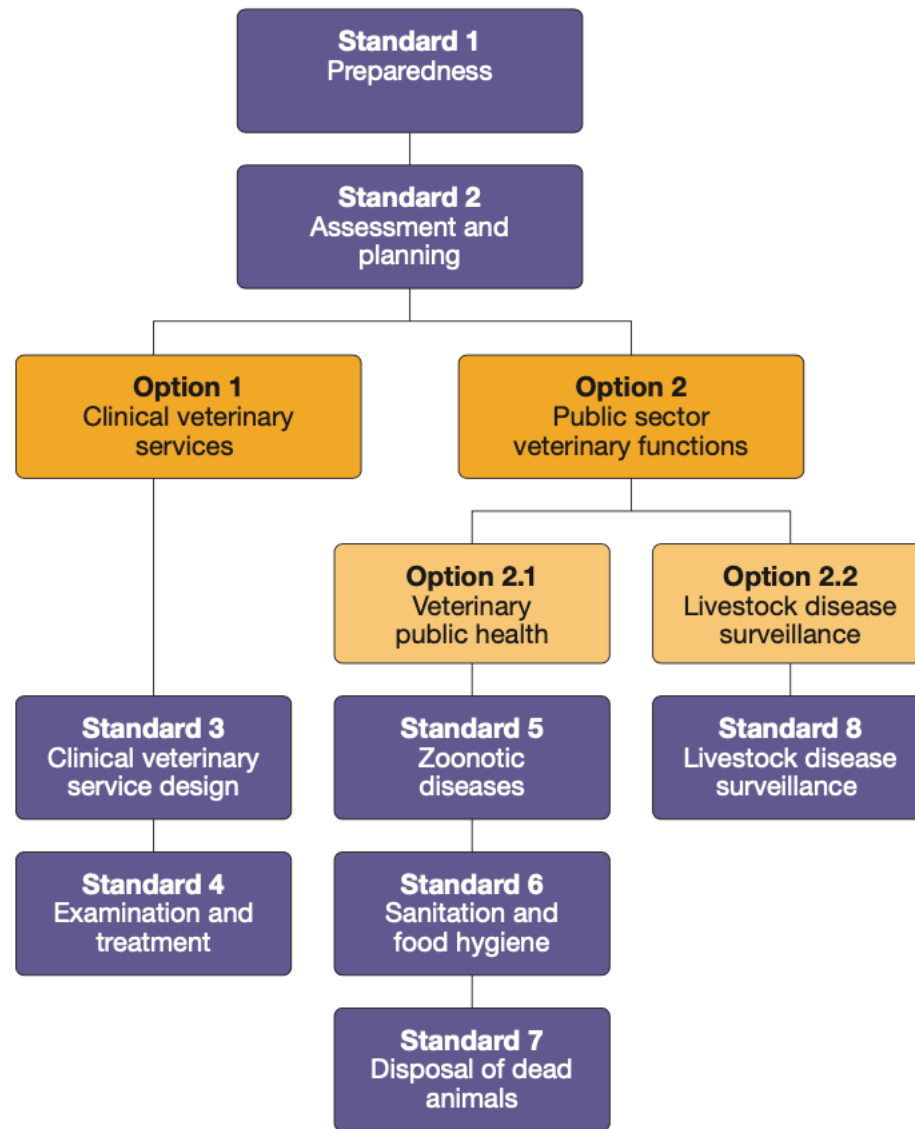 Standard 1
Preparedness
Standard 2
Assessment and
planning
Option 1
Clinical veterinary
services
Option 2
Public sector
veterinary functions
Option 2.1
Veterinary
public health
Option 2.2
Livestock disease
surveillance
Standard 3
Clinical veterinary
service design
Standard 5
Zoonotic
diseases
Standard 8
Livestock disease
surveillance
Standard 4
Examination and
treatment
Standard 6
Sanitation and
food hygiene
Standard 7
Disposal of dead
animals